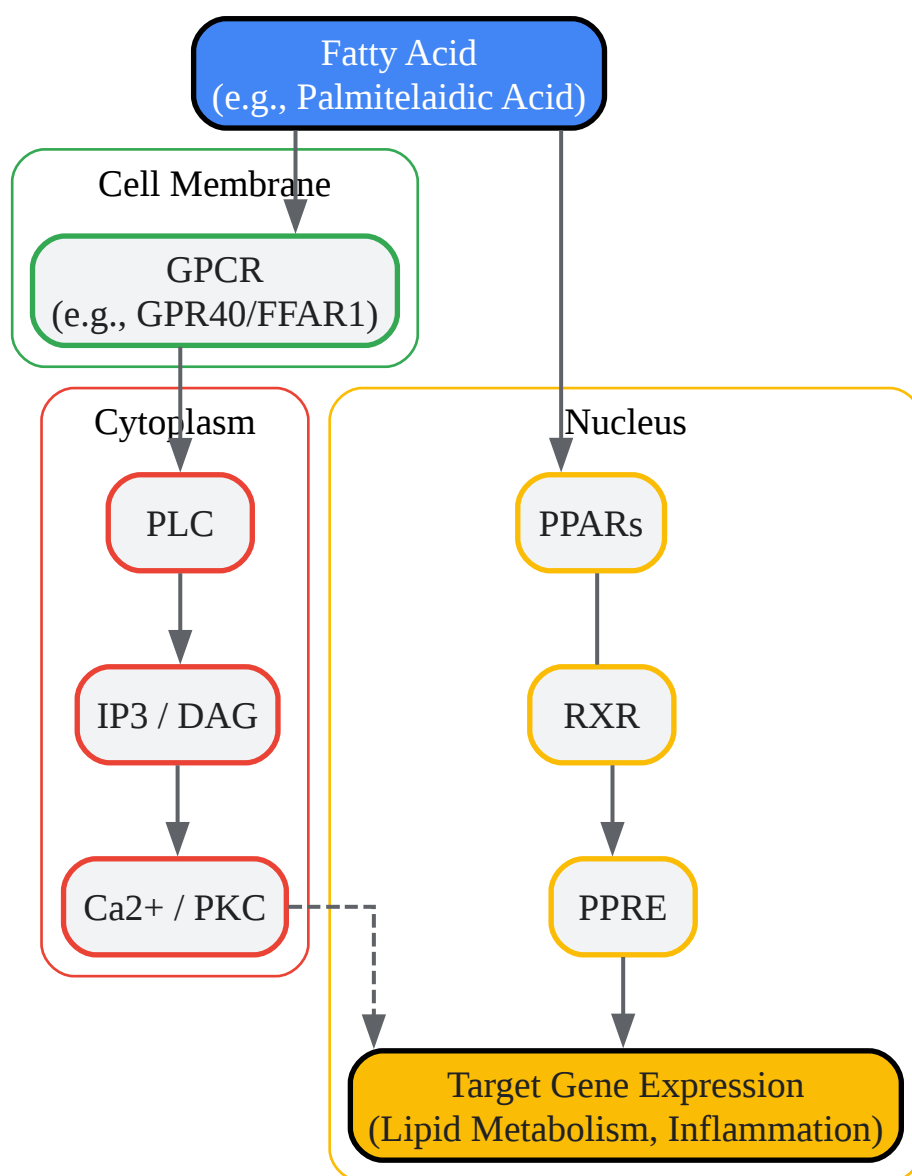 Fatty Acid
(e.g., Palmitelaidic Acid)
Cell Membrane
GPCR
(e.g., GPR40/FFAR1)
Cytoplasm
PLC
IP3 / DAG
Ca2+ / PKC
Nucleus
PPARs
RXR
PPRE
Target Gene Expression
(Lipid Metabolism, Inflammation)